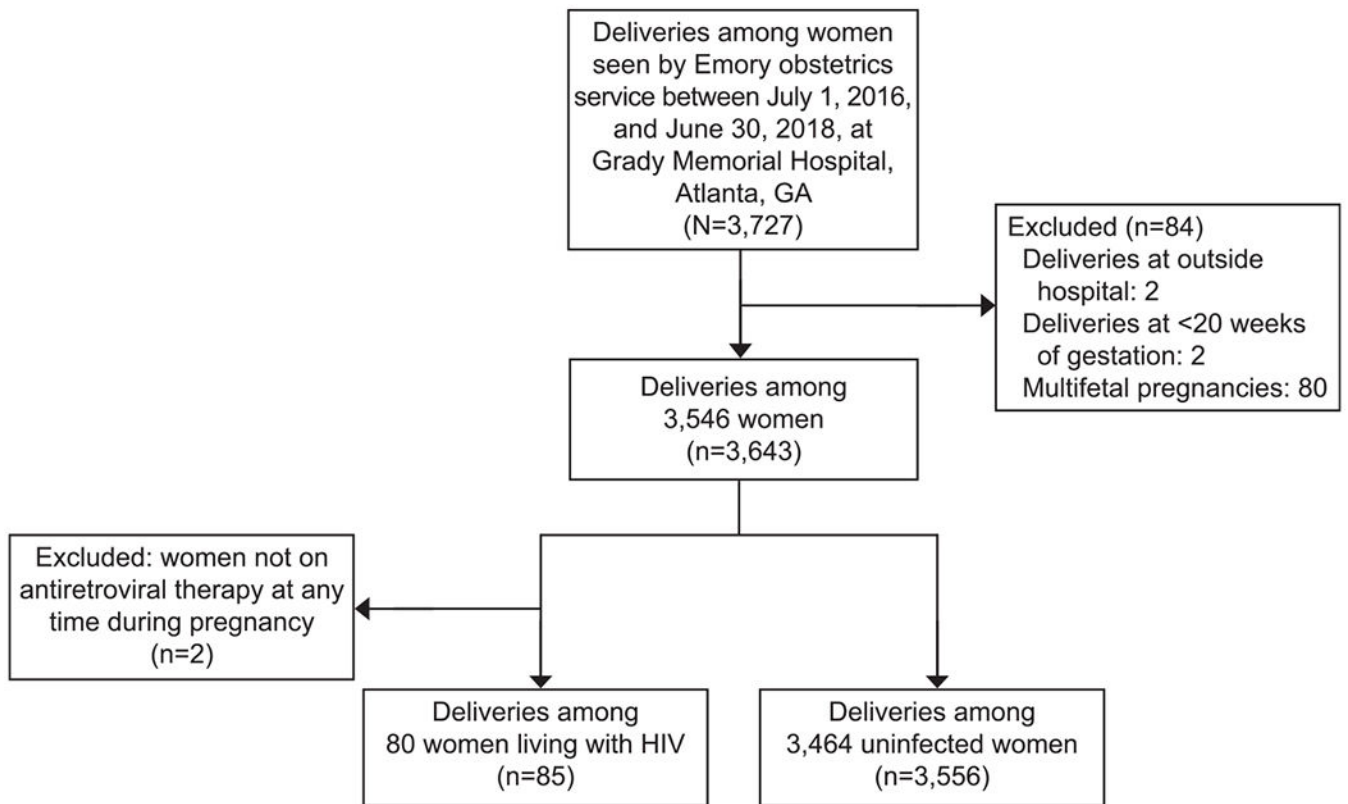 Deliveries among women
seen by Emory obstetrics
service between July 1, 2016,
and June 30, 2018, at
Grady Memorial Hospital,
Atlanta, GA
(N=3,727)
Excluded (n=84)
Deliveries at outside
hospital: 2
Deliveries at <20 weeks
of gestation: 2
Multifetal pregnancies: 80
Deliveries among
3,546 women
(n=3,643)
Excluded: women not on
antiretroviral therapy at any
time during pregnancy
(n=2)
Deliveries among
80 women living with HIV
(n=85)
Deliveries among
3,464 uninfected women
(n=3,556)